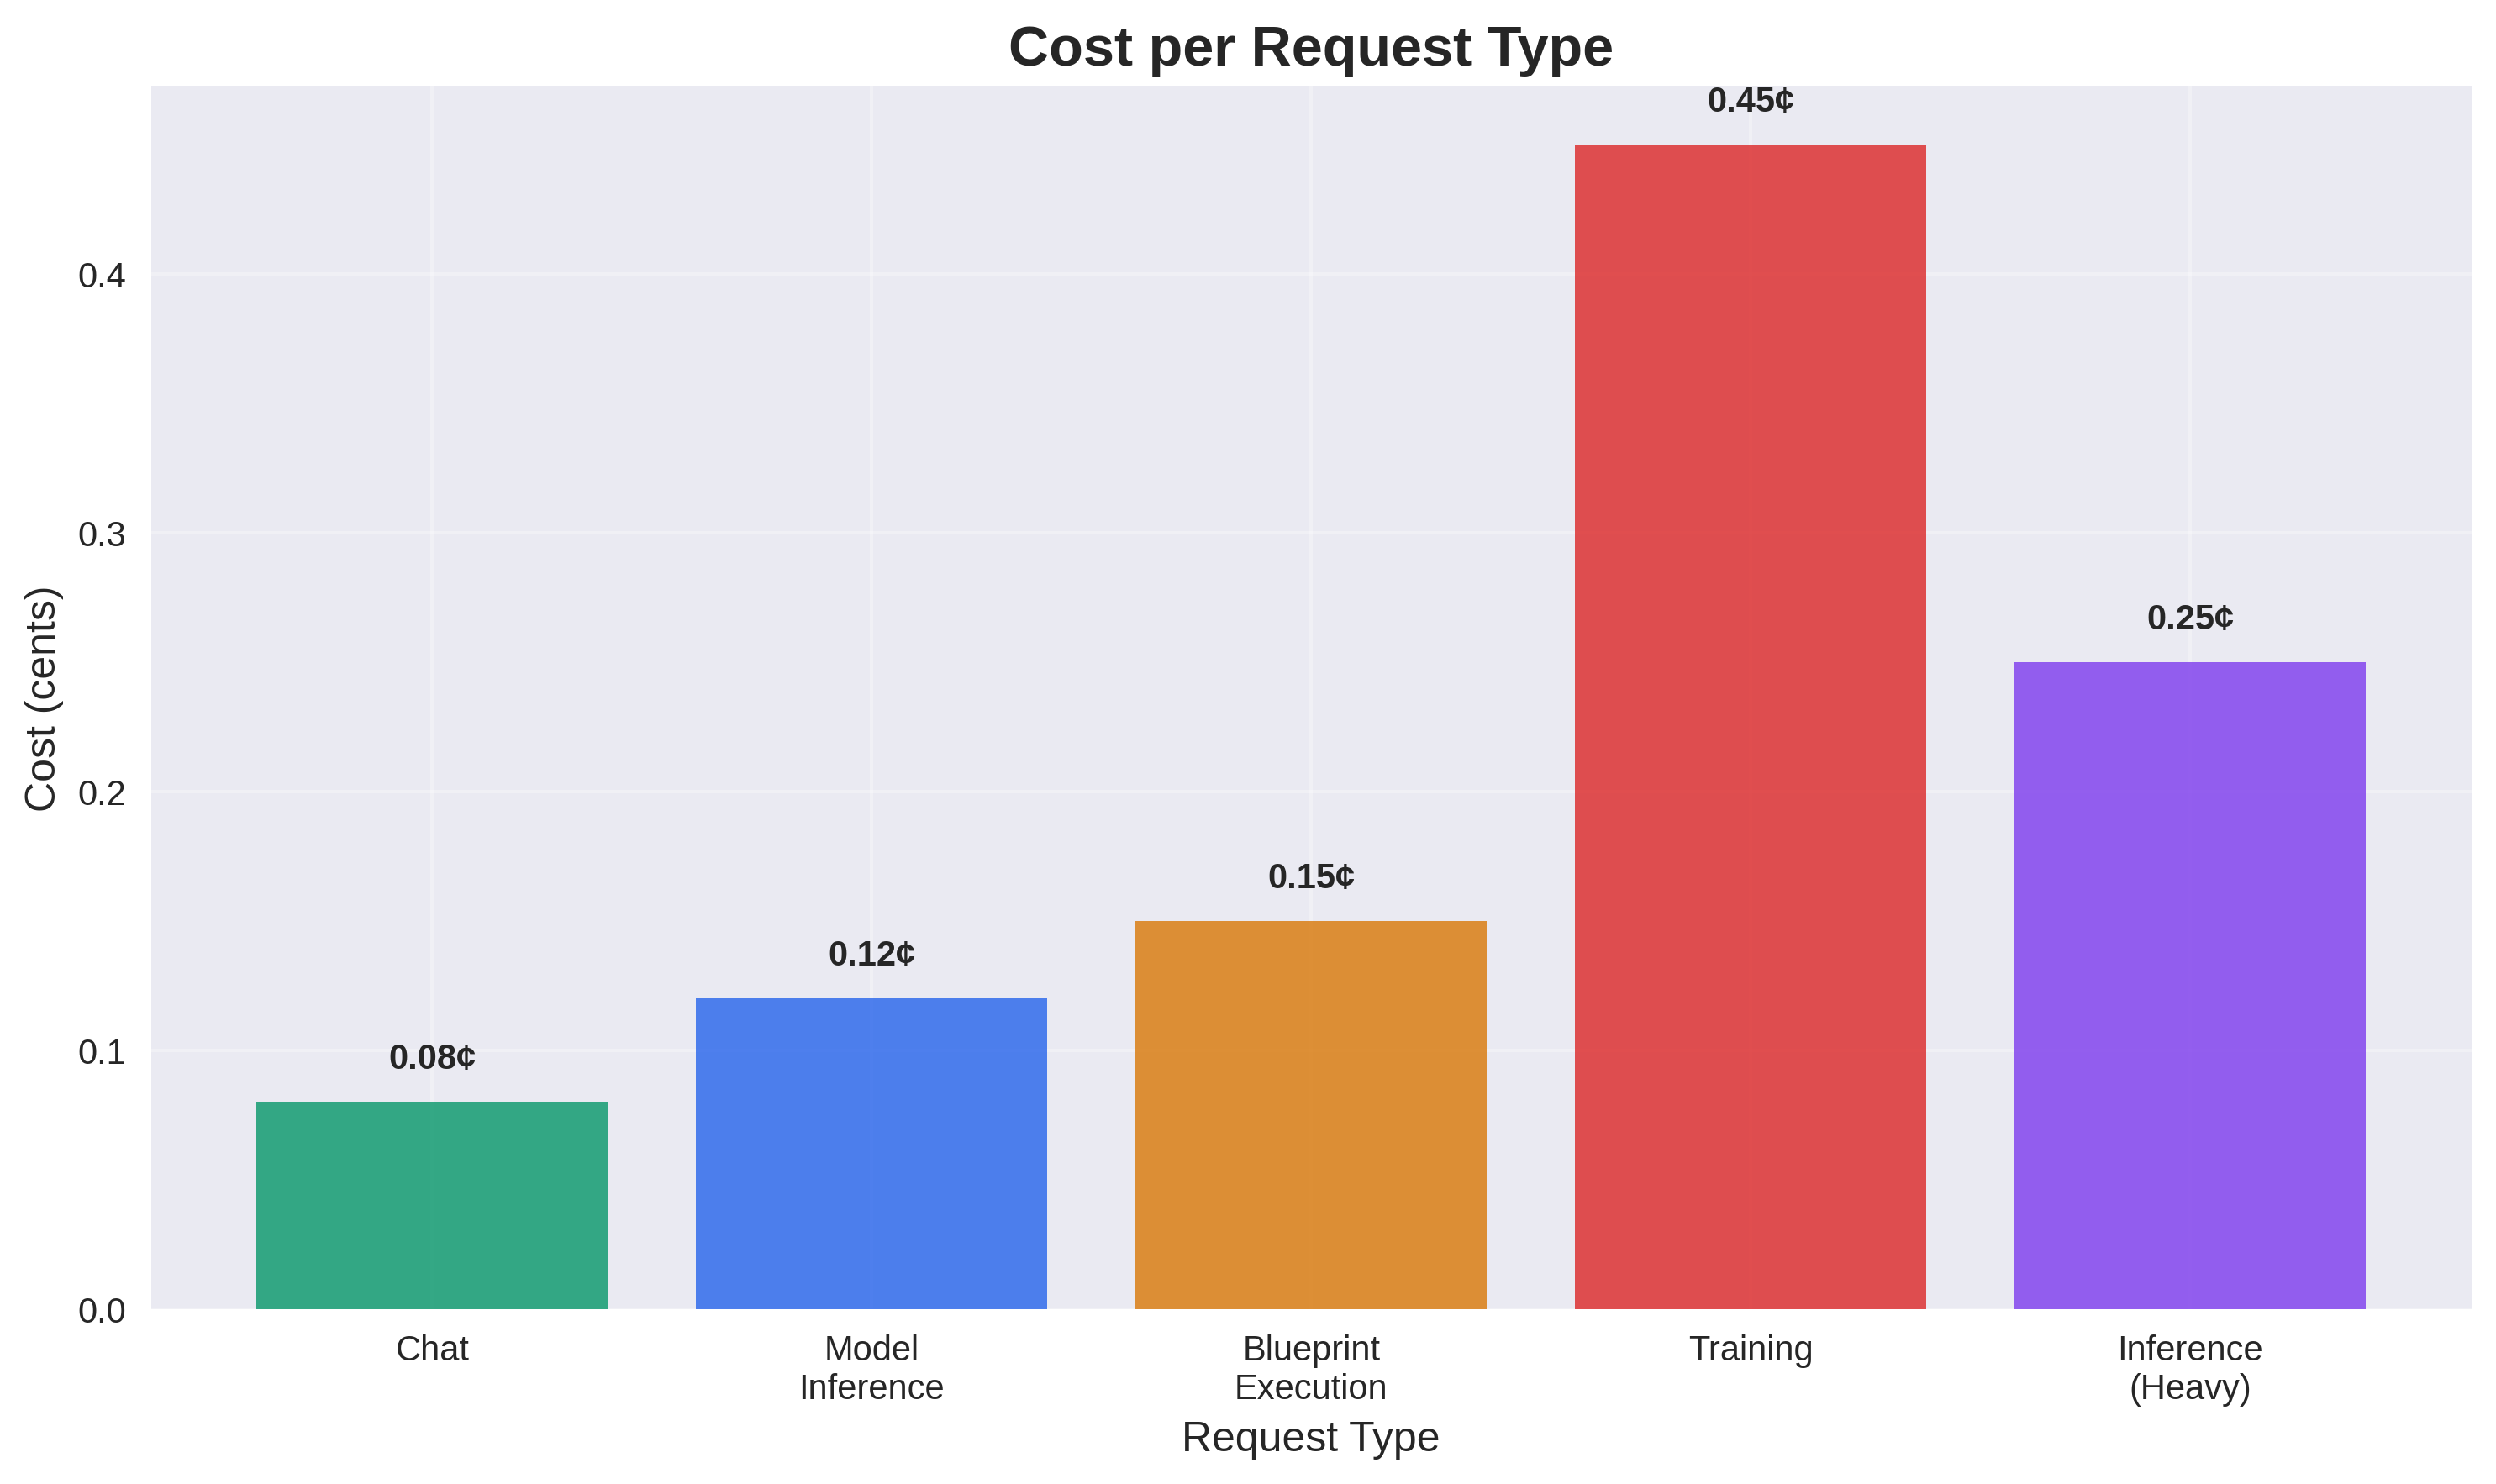 Cost per Request Type
0.45¢
0.4
0.3
0.25¢
0.2
0.15¢
0.12¢
0.1
0.08¢
0.0
Cost (cents)
Chat
Model
Inference
Blueprint
Execution
Training
Inference
(Heavy)
Request Type